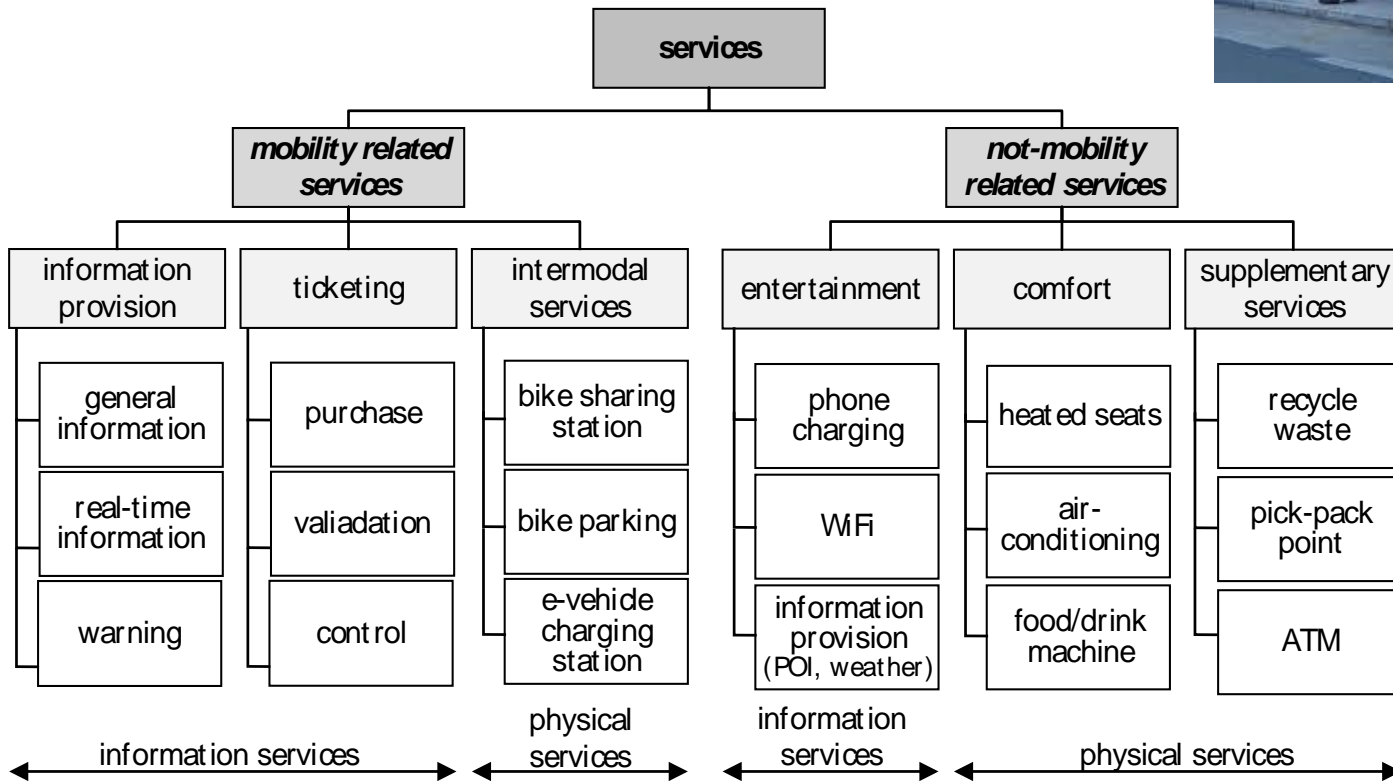 services
mobility related
services
not-mobility
related services
information
provision
ticketing
intermodal
services
entertainment
comfort
supplementary
services
general
information
purchase
bike sharing
station
phone
charging
heated seats
recycle
waste
real-time
information
valiadation
bike parking
WiFi
air-
conditioning
pick-pack
point
warning
control
e-vehicle
charging
station
information
provision
(POI, weather)
food/drink
machine
ATM
information services
physical
services
information
services
physical services